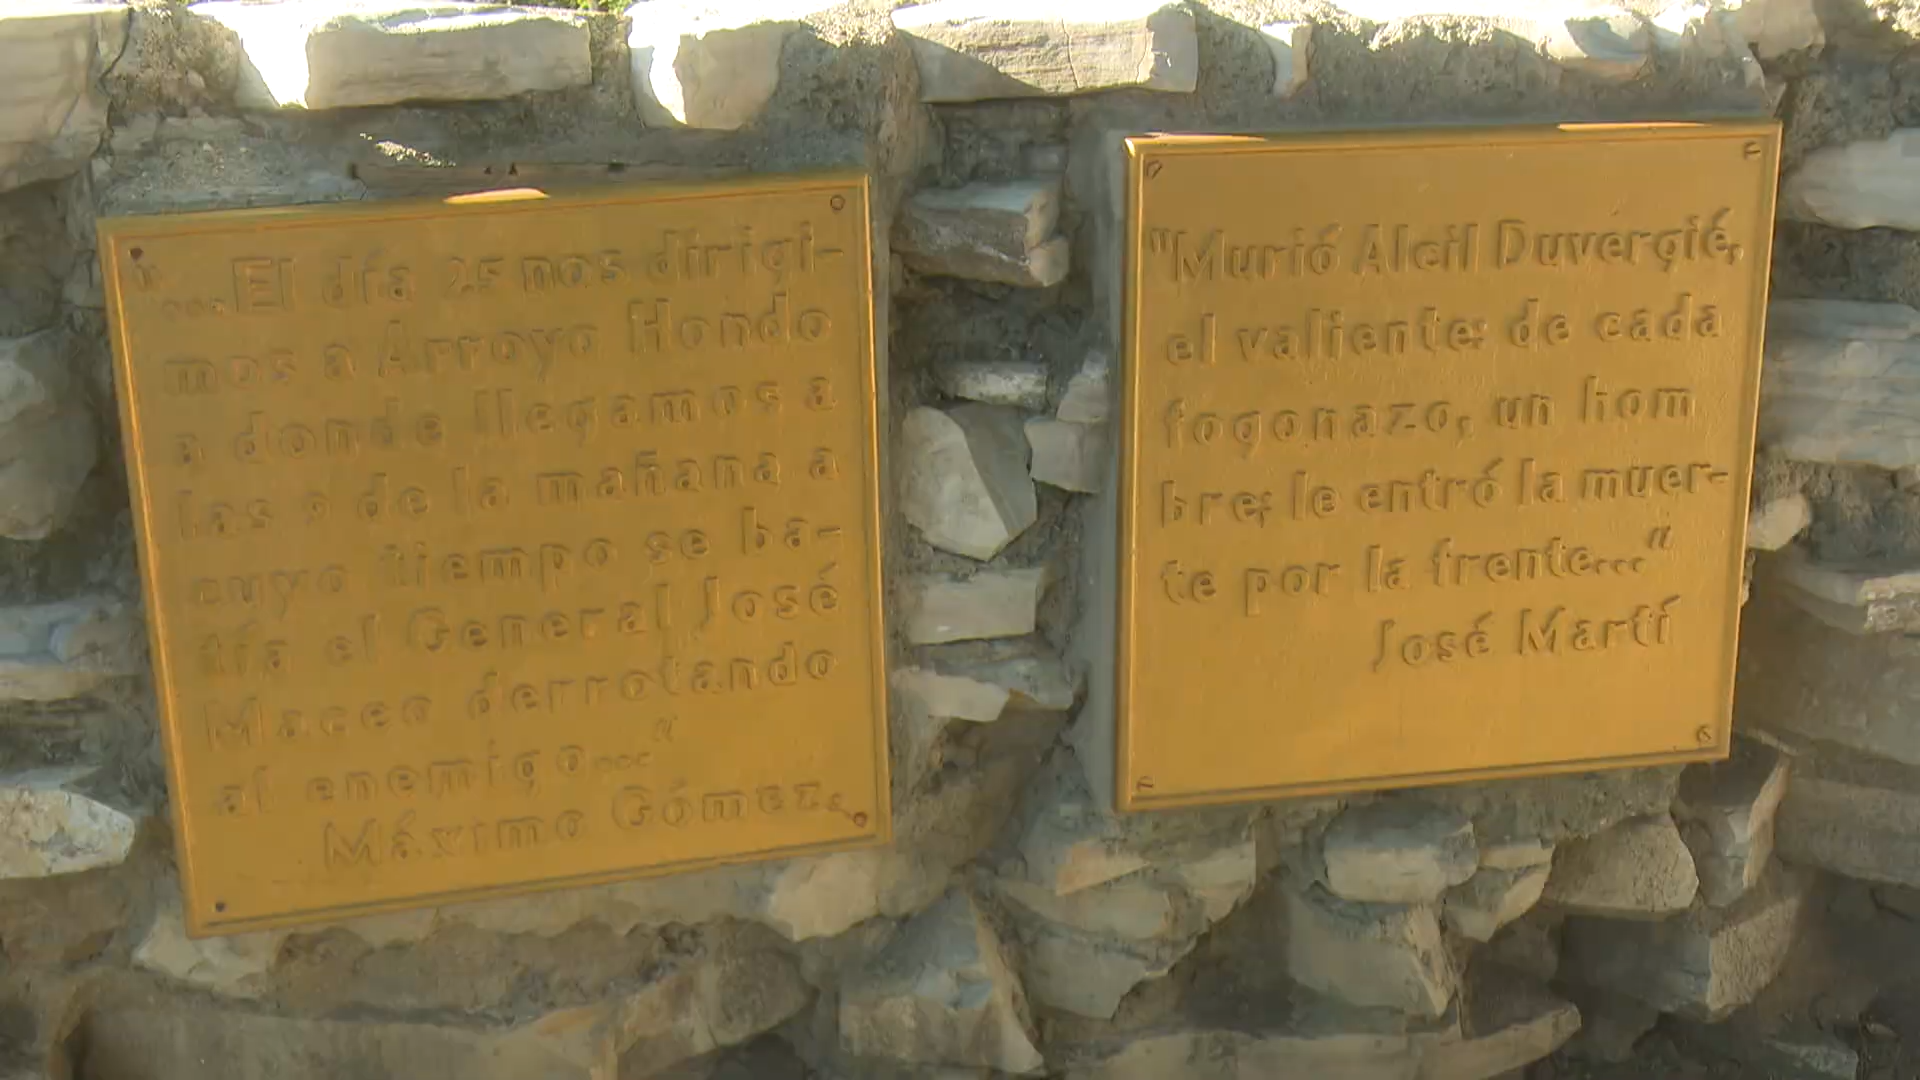 "...El día 25 nos dirigi-
mos a Arroyo Hondo
a donde llegamos a
las 9 de la mañana a
cuyo tiempo se ba-
tía el General José
Maceo derrotando
al enemigo..."
Máximo Gómez.
"Murió Alcil Duvergié,
el valiente: de cada
fogonazo, un hom
bre; le entró la muer-
te por la frente..."
José Martí